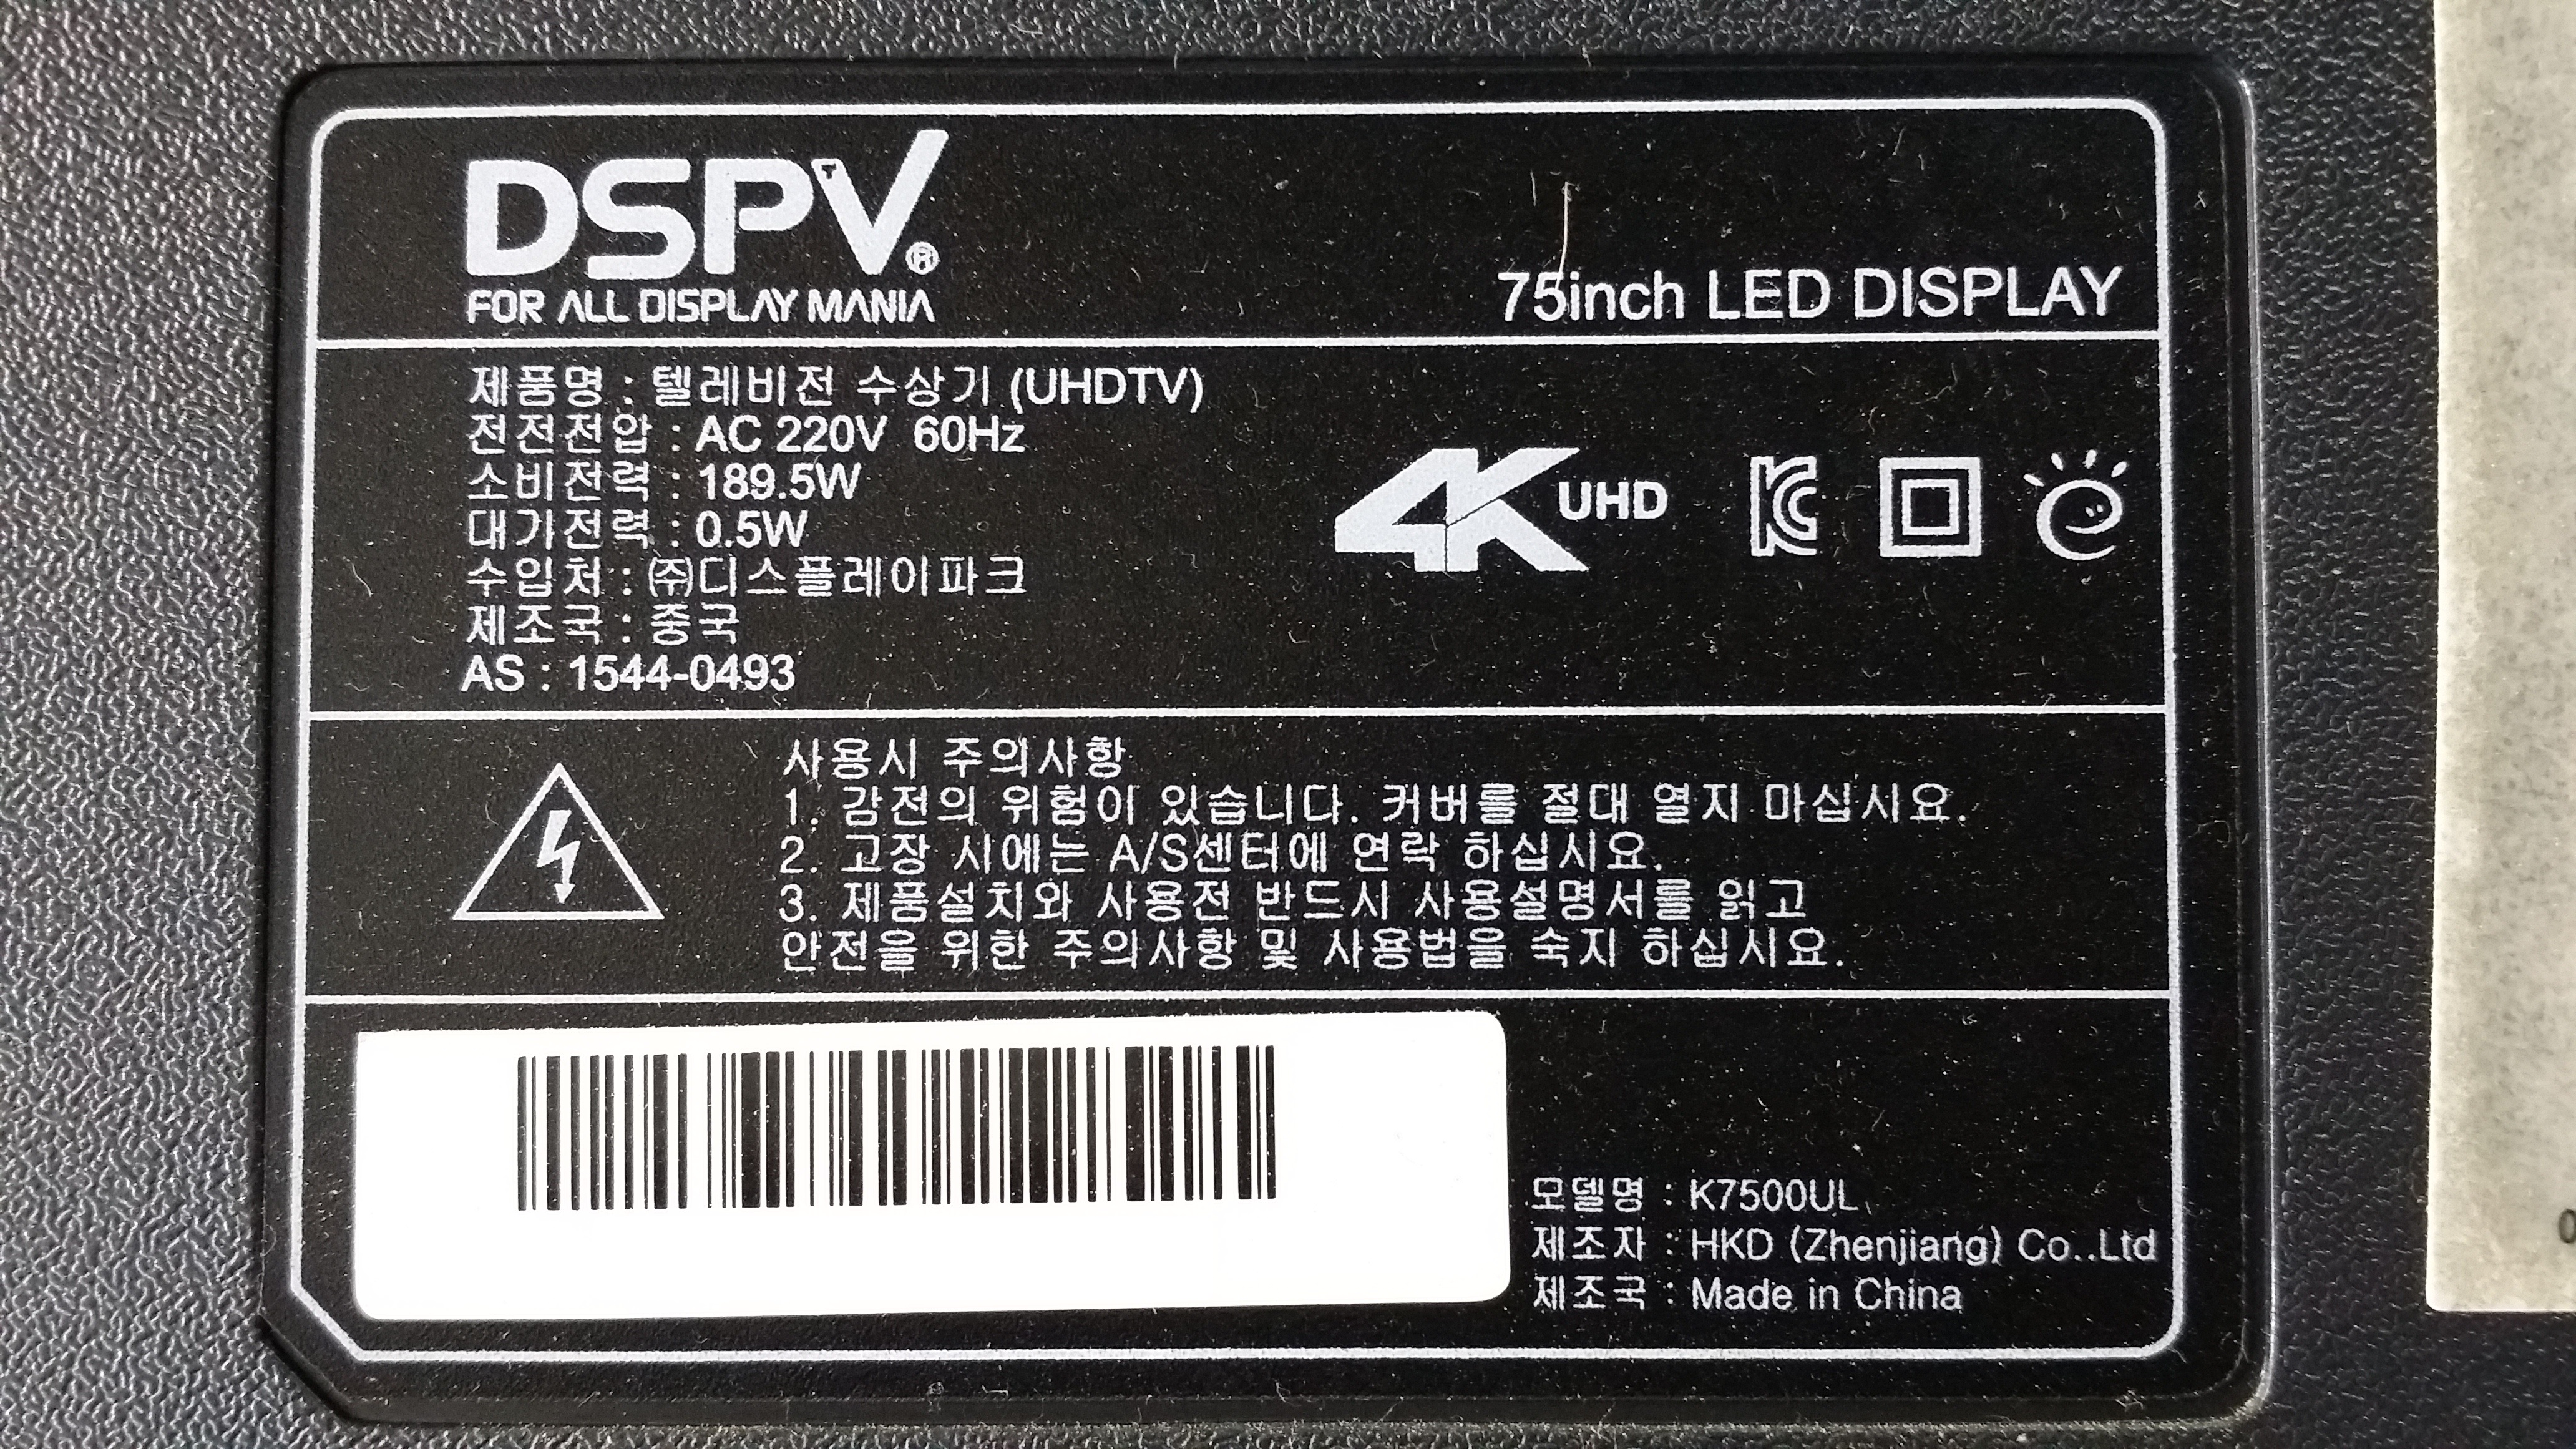 DSPTV®
FOR ALL DISPLAY MANIA
75inch LED DISPLAY
제품명 : 텔레비전 수상기 (UHDTV)
전전전압 : AC 220V 60Hz
소비전력 : 189.5W
대기전력 : 0.5W
수입처 : ㈜디스플레이파크
제조국 : 중국
AS : 1544-0493
4K UHD
사용시 주의사항
1. 감전의 위험이 있습니다. 커버를 절대 열지 마십시요.
2. 고장 시에는 A/S센터에 연락 하십시요.
3. 제품설치와 사용전 반드시 사용설명서를 읽고
안전을 위한 주의사항 및 사용법을 숙지 하십시요.
모델명 : K7500UL
제조자 : HKD (Zhenjiang) Co..Ltd
제조국 : Made in China